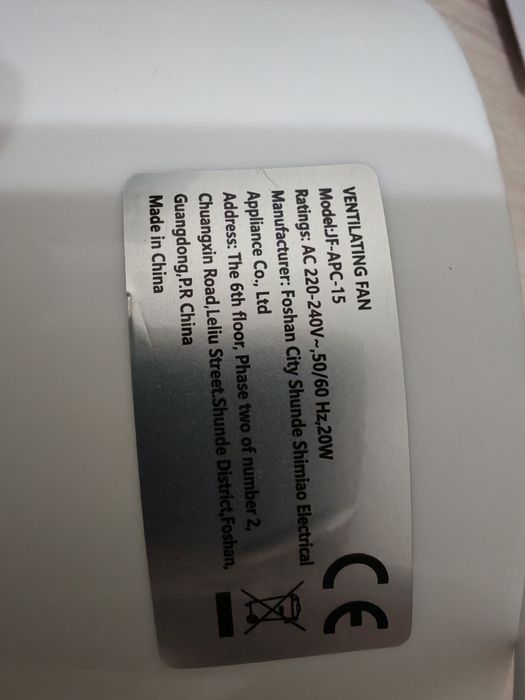 VENTILATING FAN
Model:JF-APC-15
Ratings: AC 220-240V~,50/60 Hz,20W
Manufacturer: Foshan City Shunde Shimiao Electrical
Appliance Co., Ltd
Address: The 6th floor, Phase two of number 2,
Chuangxin Road,Leliu Street.Shunde District,Foshan,
Guangdong,P.R China
Made in China
CE